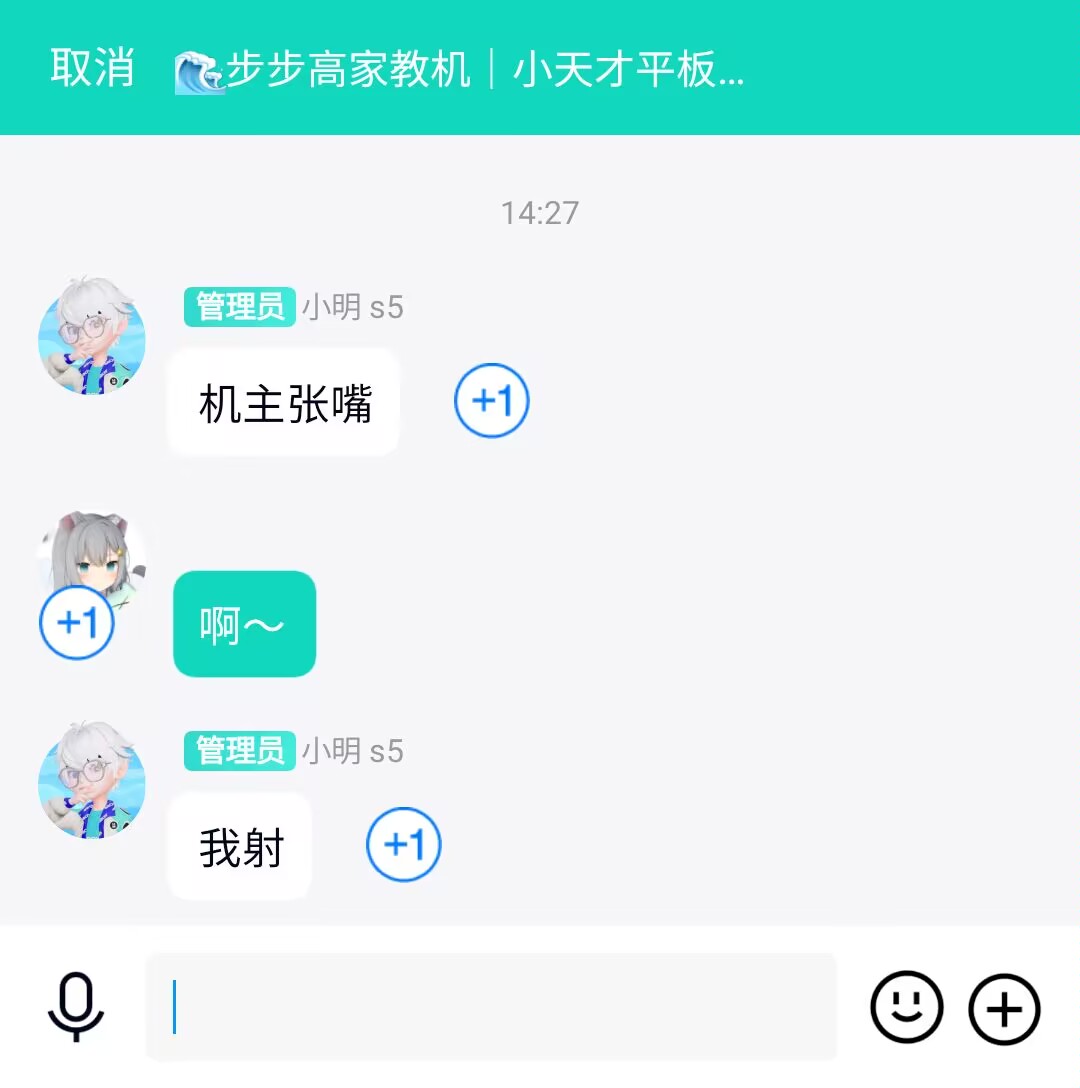 取消 🌊步步高家教机｜小天才平板...
14:27
管理员 小明 s5
机主张嘴
+1
+1
啊～
管理员 小明 s5
我射
+1